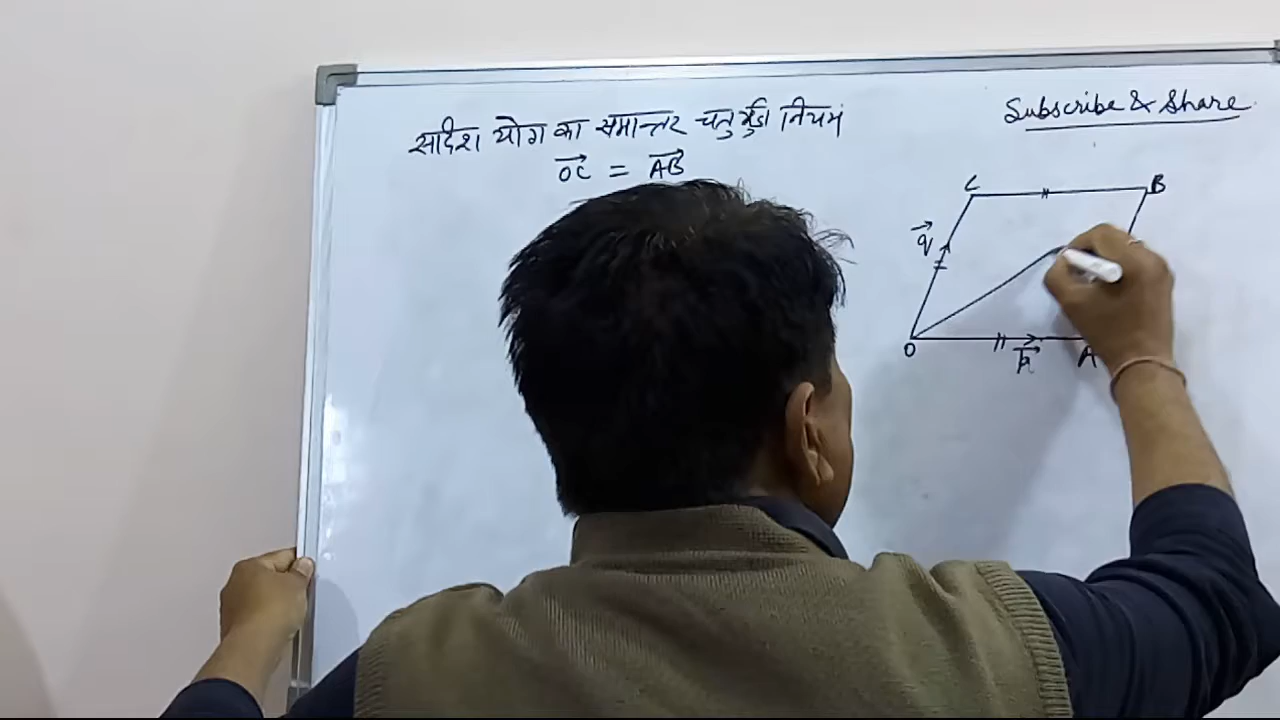 सदिश योग का समान्तर चतुर्भुज नियम
Subscribe & Share
→OC = →AB
C
B
→q
O
→p
A